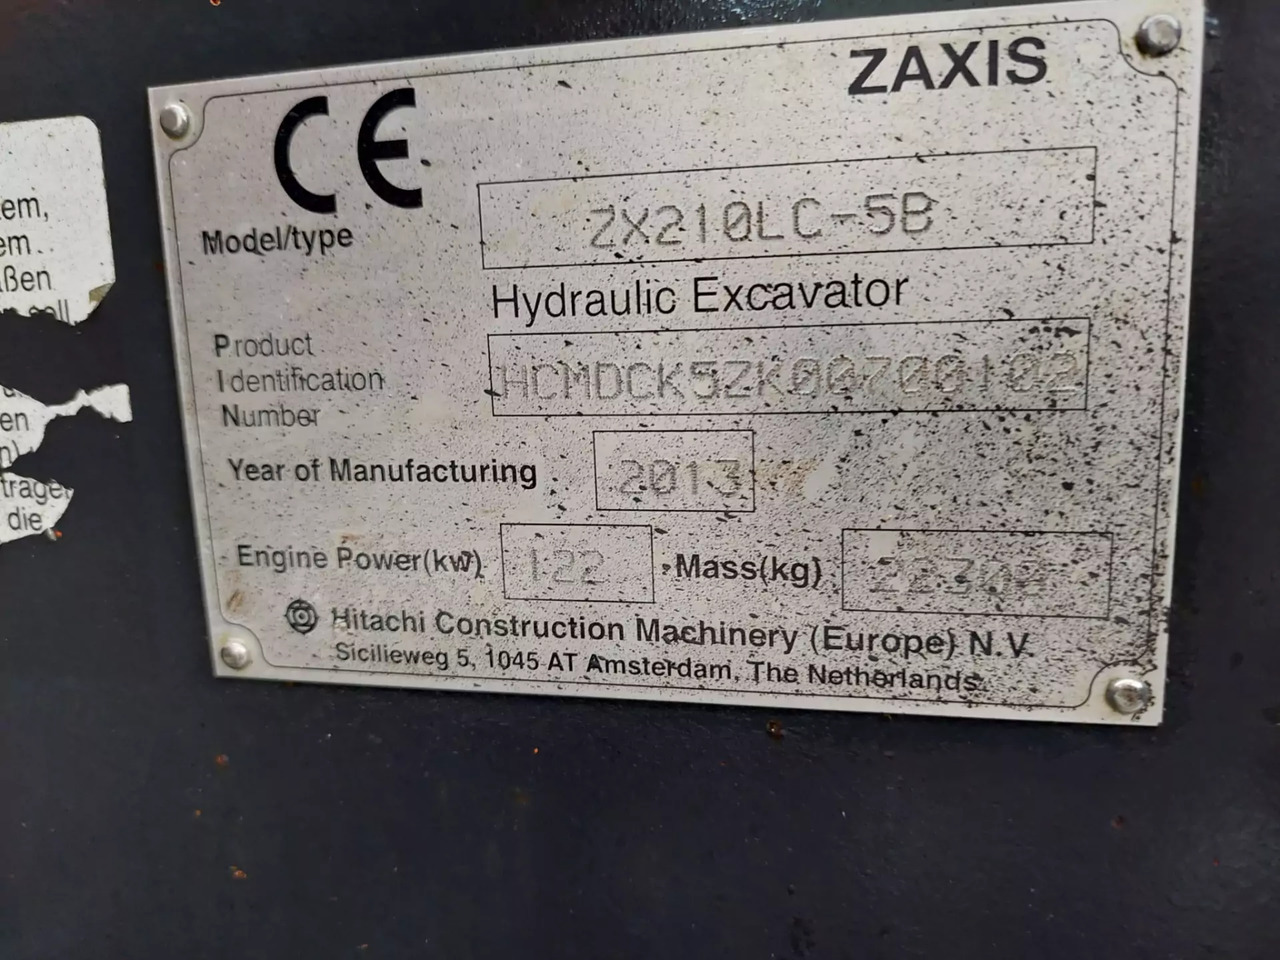 em,
em.
ßen
soll
en
n)
trage
die
ZAXIS
CE
Model/type ZX210LC-5B
Hydraulic Excavator
Product
Identification HCMDCK5ZK00700102
Number
Year of Manufacturing 2013
Engine Power(kw) 122 Mass(kg)
Hitachi Construction Machinery (Europe) N.V.
Sicilieweg 5, 1045 AT Amsterdam, The Netherlands